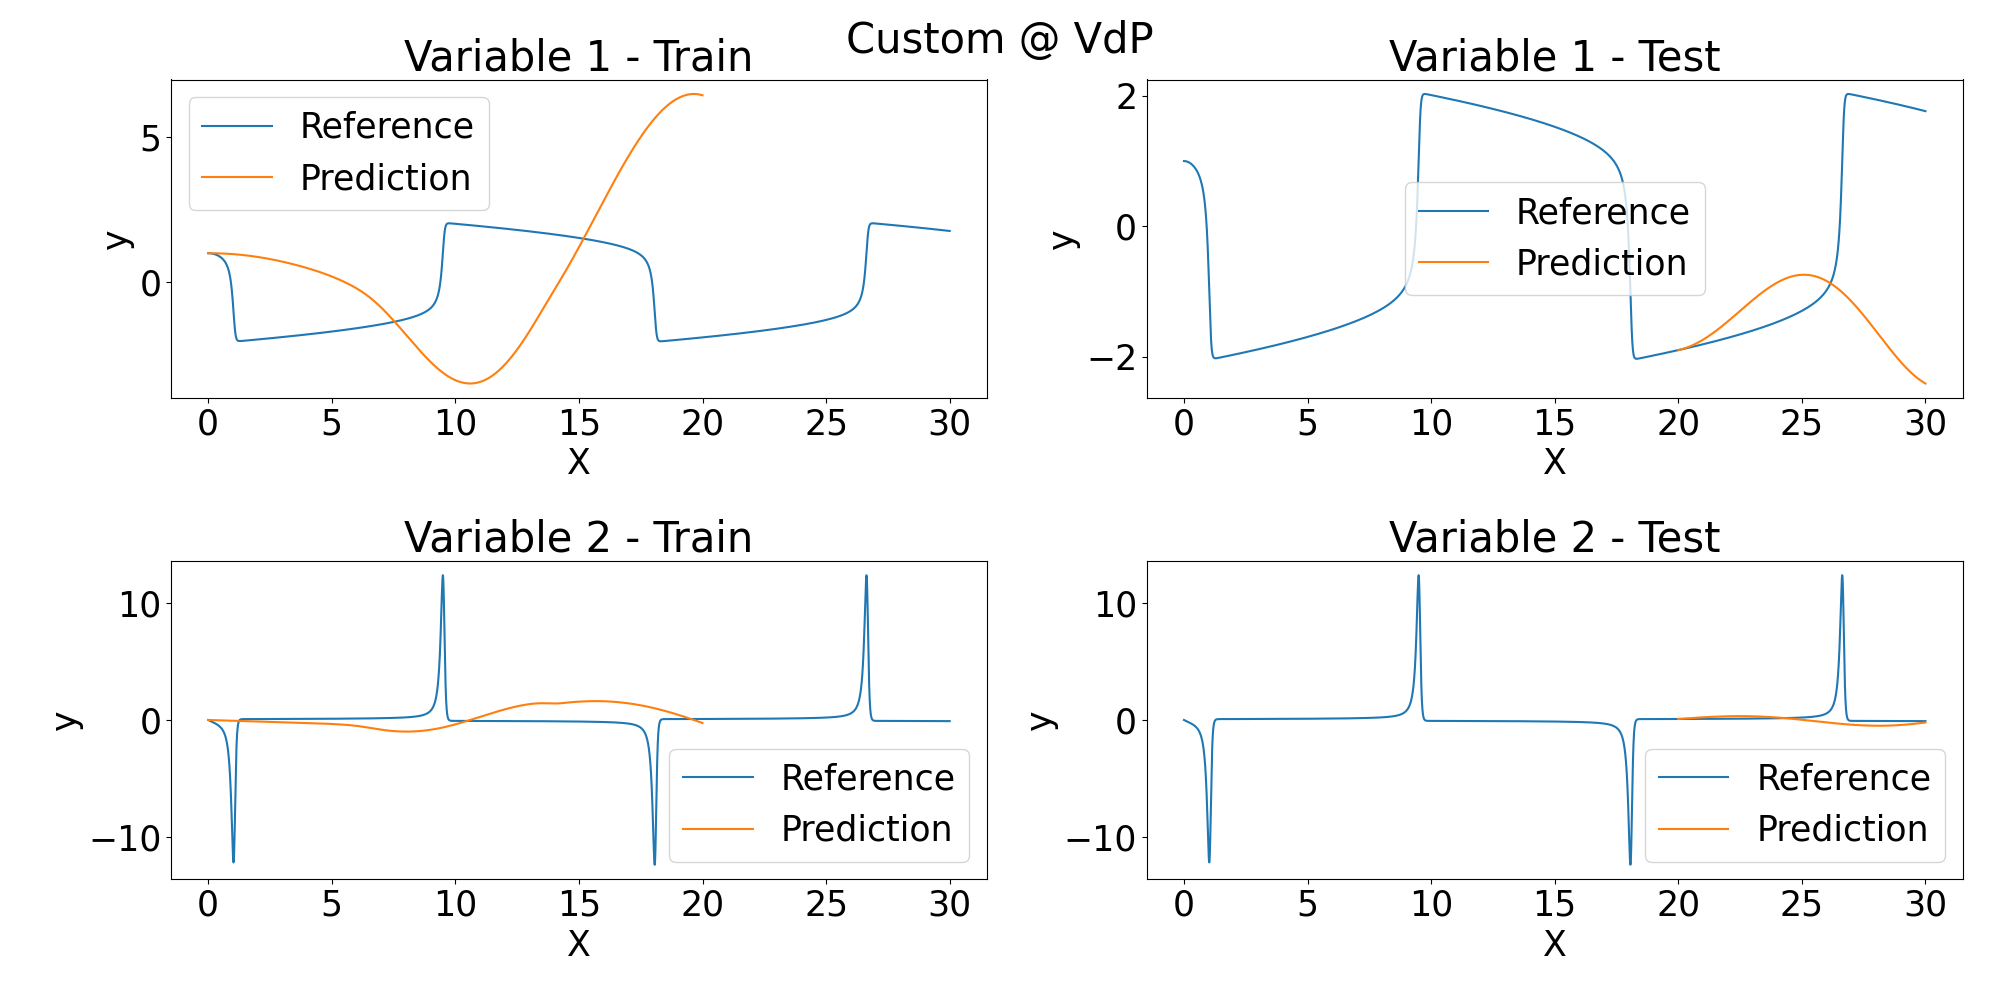 Custom @ VdP
Variable 1 - Train
5
0
y
Reference
Prediction
0 5 10 15 20 25 30
X
Variable 1 - Test
2
0
−2
y
Reference
Prediction
0 5 10 15 20 25 30
X
Variable 2 - Train
10
0
−10
y
Reference
Prediction
0 5 10 15 20 25 30
X
Variable 2 - Test
10
0
−10
y
Reference
Prediction
0 5 10 15 20 25 30
X